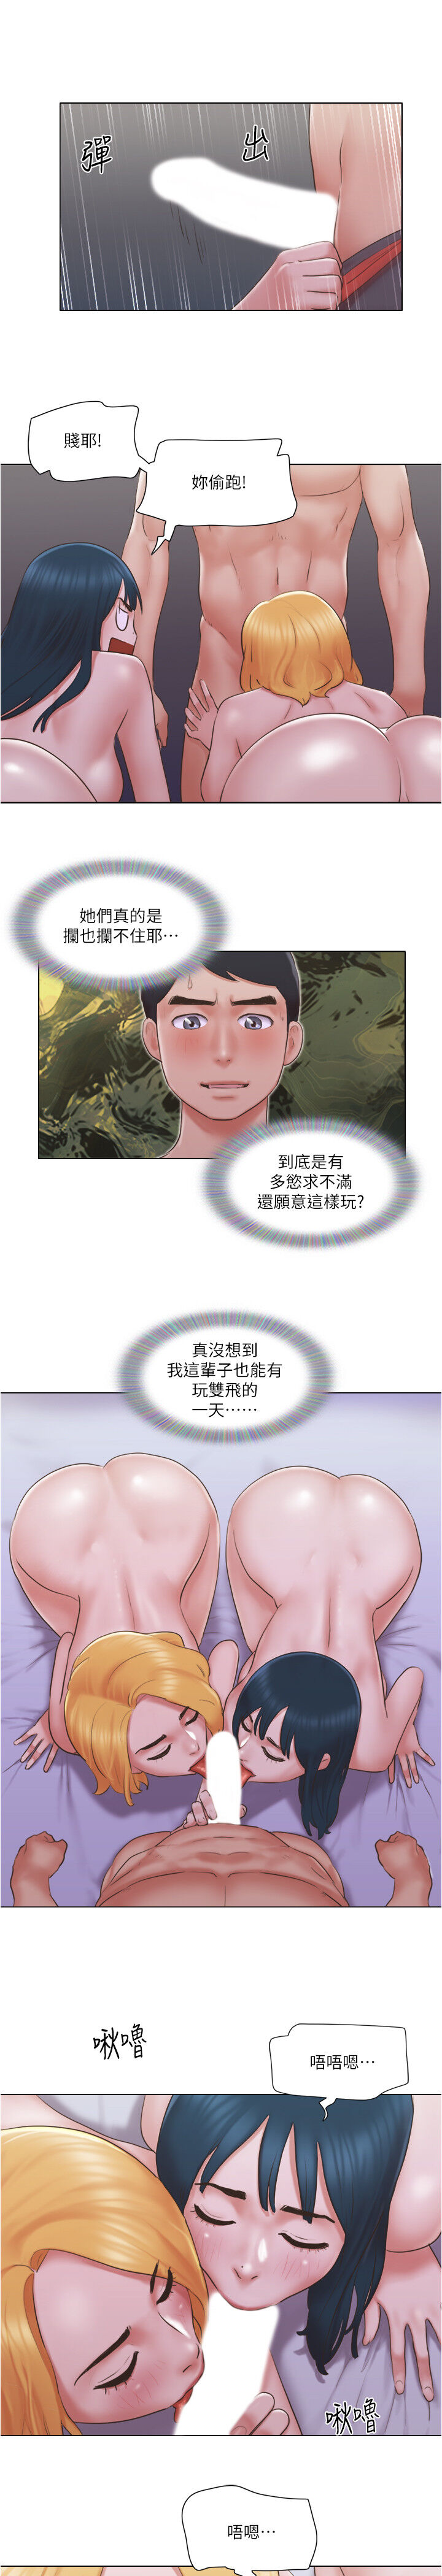 彈出
賤耶!
妳偷跑!
她們真的是
攔也攔不住耶⋯
到底是有
多慾求不滿
還願意這樣玩?
真沒想到
我這輩子也能有
玩雙飛的
一天⋯⋯
啾嚕
唔唔嗯⋯
啾嚕
唔嗯⋯